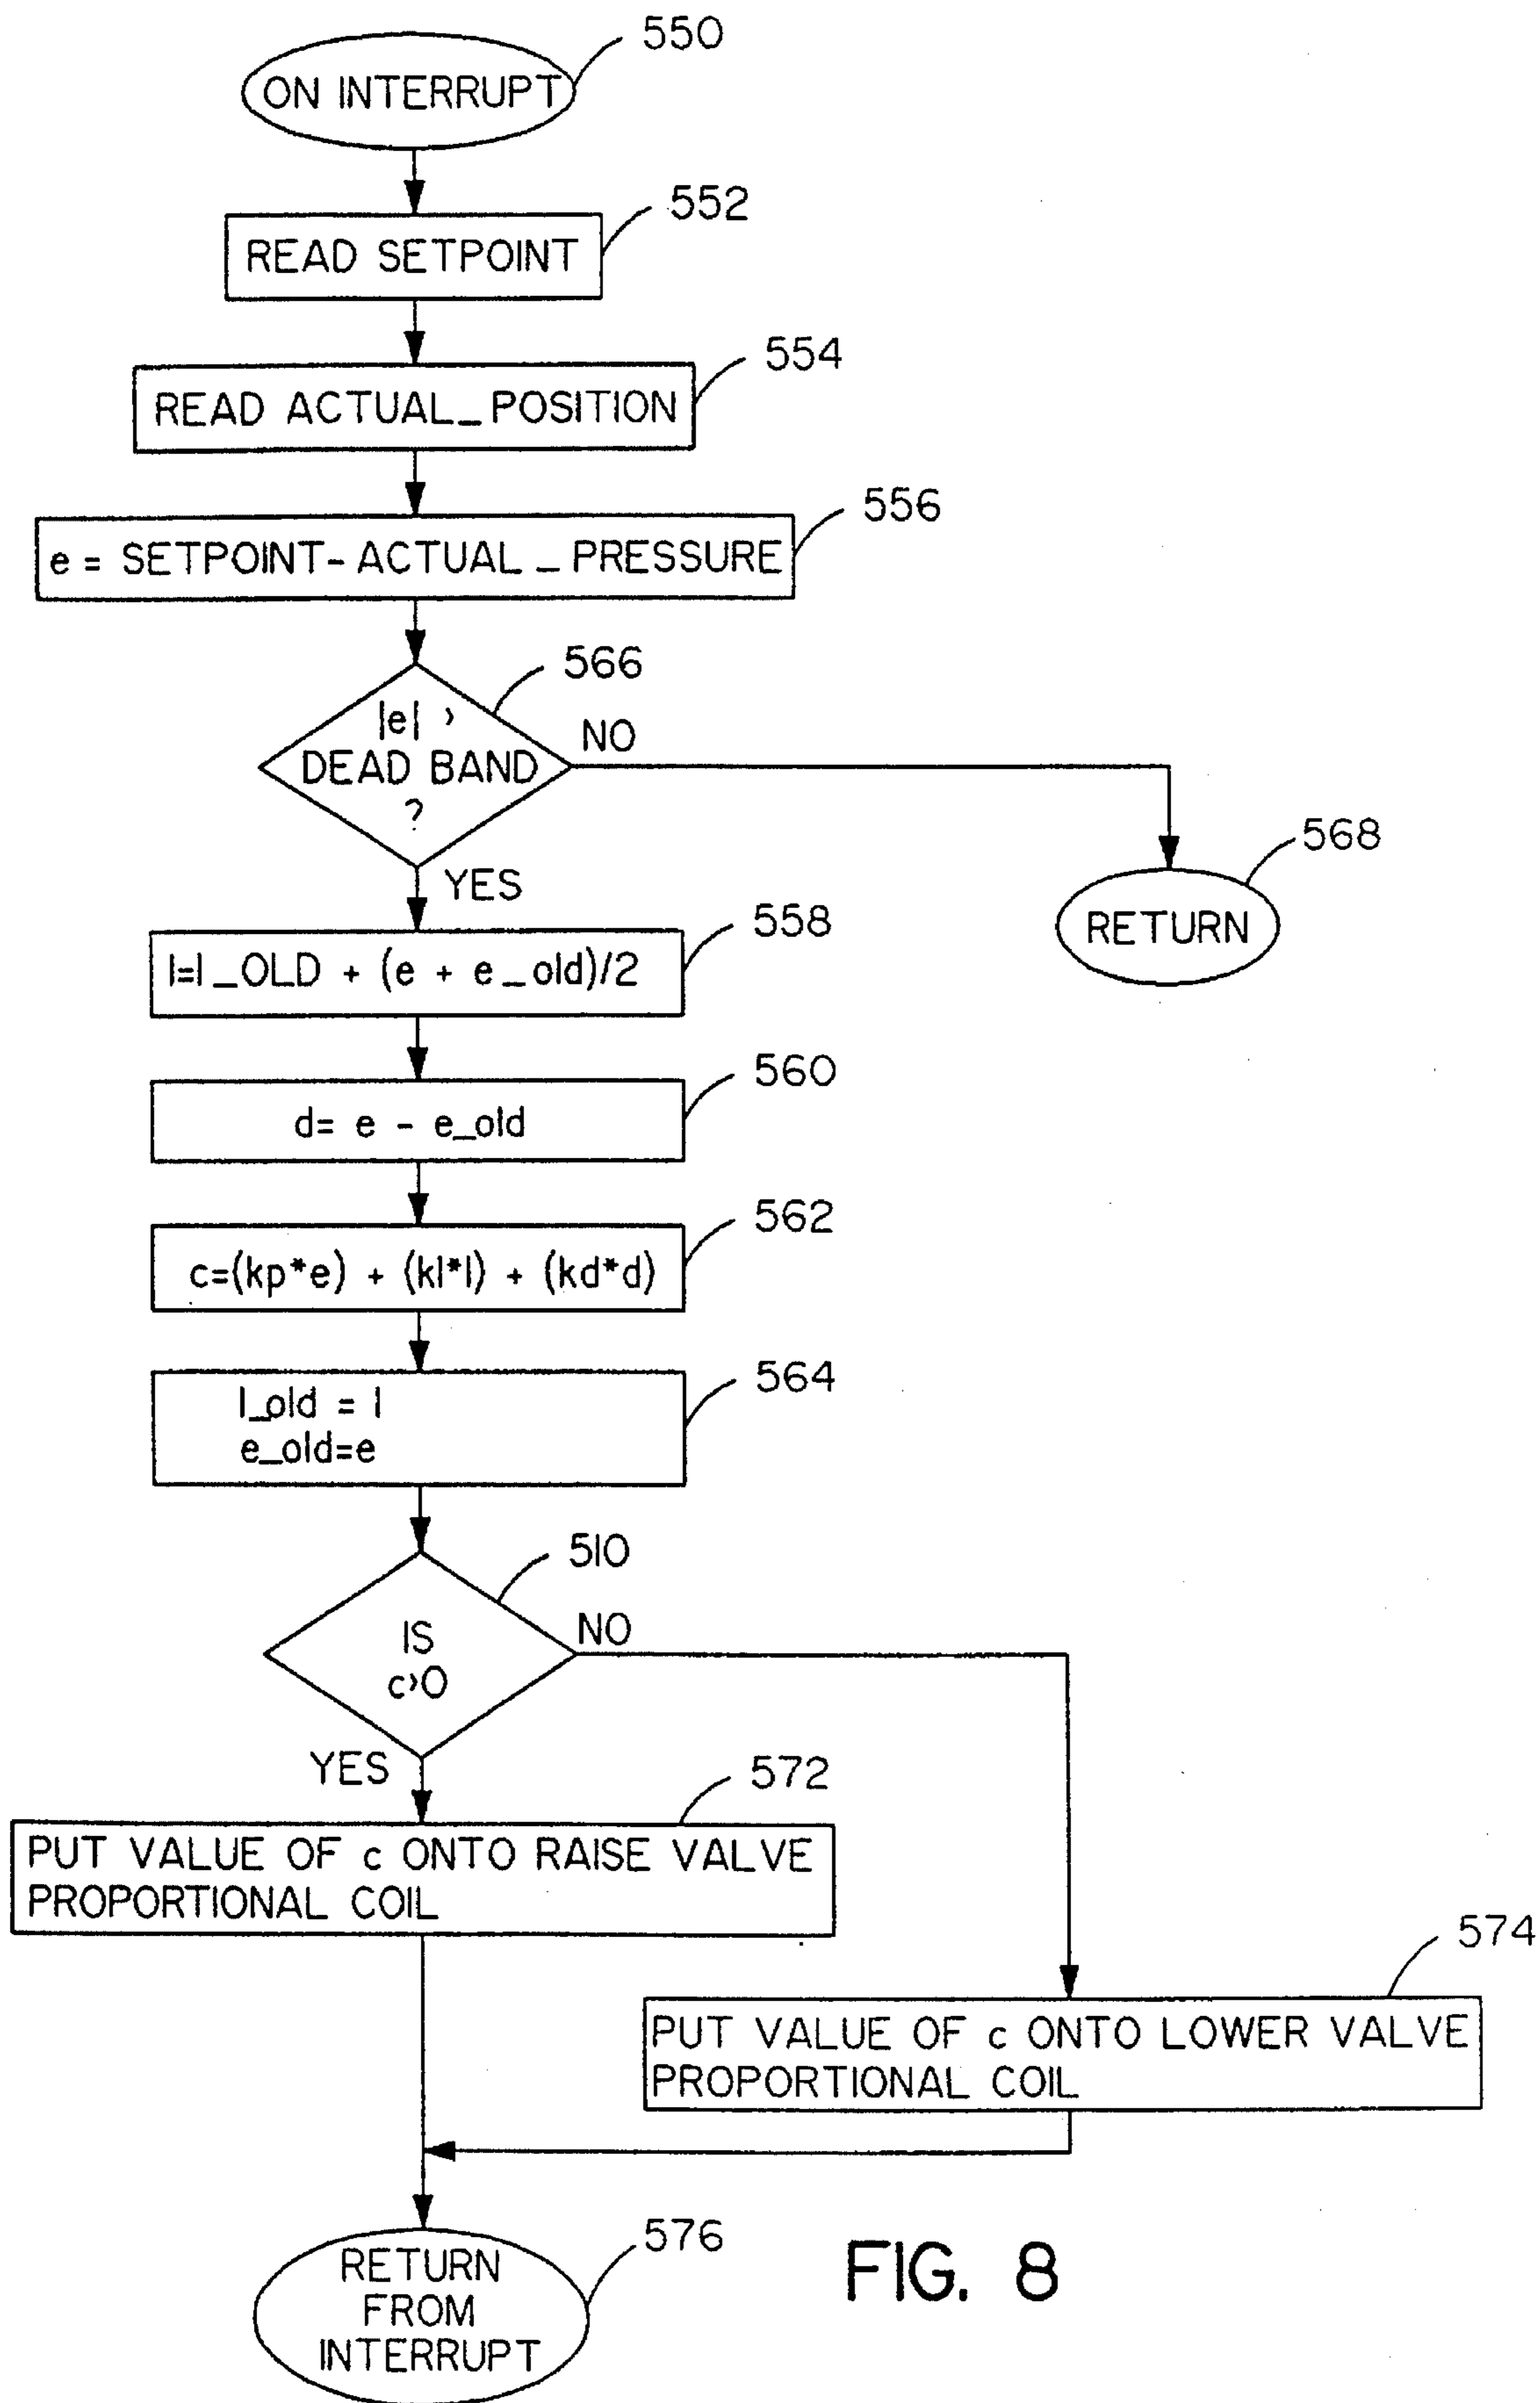 550
ON INTERRUPT
552
READ SETPOINT
554
READ ACTUAL_POSITION
556
e = SETPOINT-ACTUAL_PRESSURE
566
|e| >
DEAD BAND
?
NO
YES
568
RETURN
558
I=I_OLD + (e + e_old)/2
560
d= e - e_old
562
c=(kp*e) + (kI*I) + (kd*d)
564
I_old = I
e_old=e
510
IS
c>0
NO
YES
572
PUT VALUE OF c ONTO RAISE VALVE
PROPORTIONAL COIL
574
PUT VALUE OF c ONTO LOWER VALVE
PROPORTIONAL COIL
576
RETURN
FROM
INTERRUPT
FIG. 8